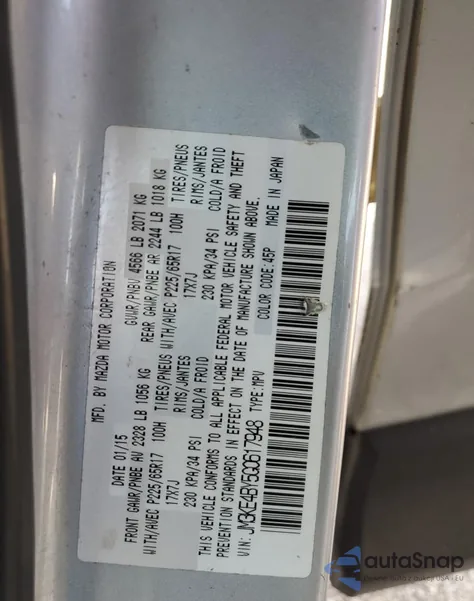 MFD. BY MAZDA MOTOR CORPORATION
DATE 01/15 GVWR/PNBV 4566 LB 2071 KG
FRONT GAWR/PNBE AV 2328 LB 1056 KG REAR GAWR/PNBE AR 2244 LB 1018 KG
WITH/AVEC P225/65R17 100H TIRES/PNEUS WITH/AVEC P225/65R17 100H TIRES/PNEUS
17X7J RIMS/JANTES 17X7J RIMS/JANTES
230 KPA/34 PSI COLD/A FROID 230 KPA/34 PSI COLD/A FROID
THIS VEHICLE CONFORMS TO ALL APPLICABLE FEDERAL MOTOR VEHICLE SAFETY AND THEFT
PREVENTION STANDARDS IN EFFECT ON THE DATE OF MANUFACTURE SHOWN ABOVE.
VIN: JM3KE4BY5G0617948 TYPE:MPV COLOR CODE:45P MADE IN JAPAN
autoSnap